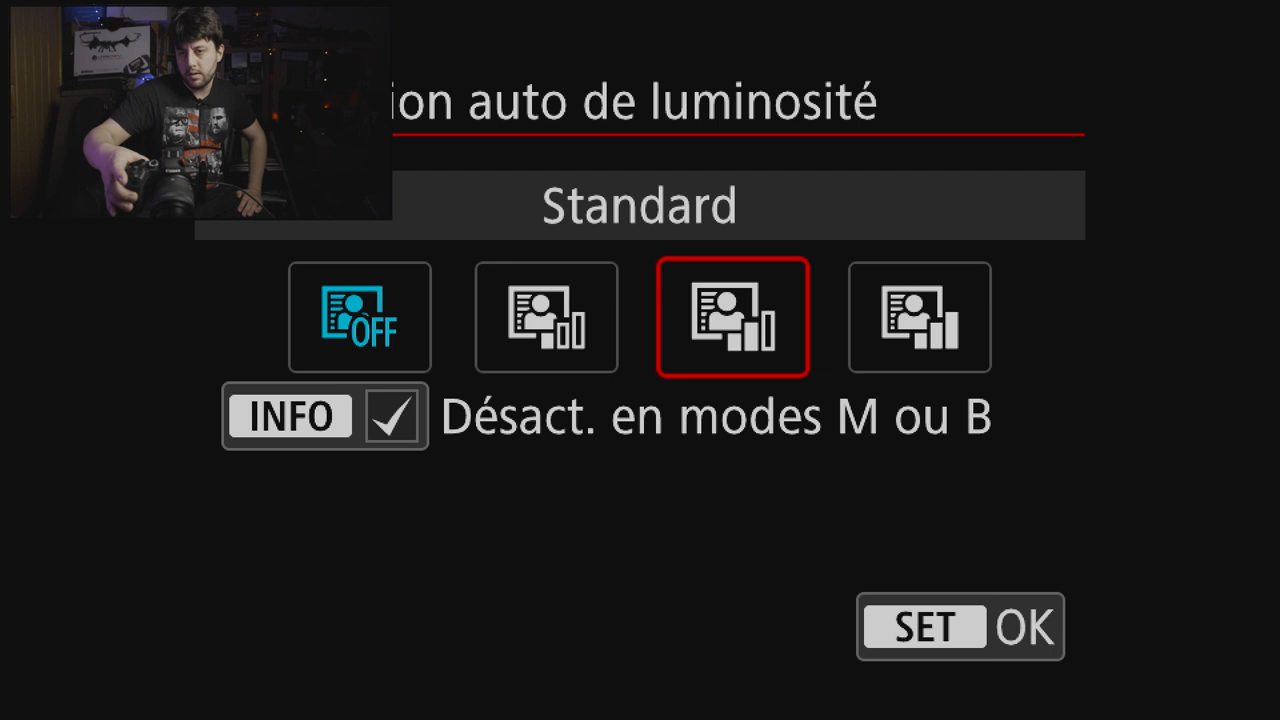 ion auto de luminosité
Standard
OFF
INFO Désact. en modes M ou B
SET OK